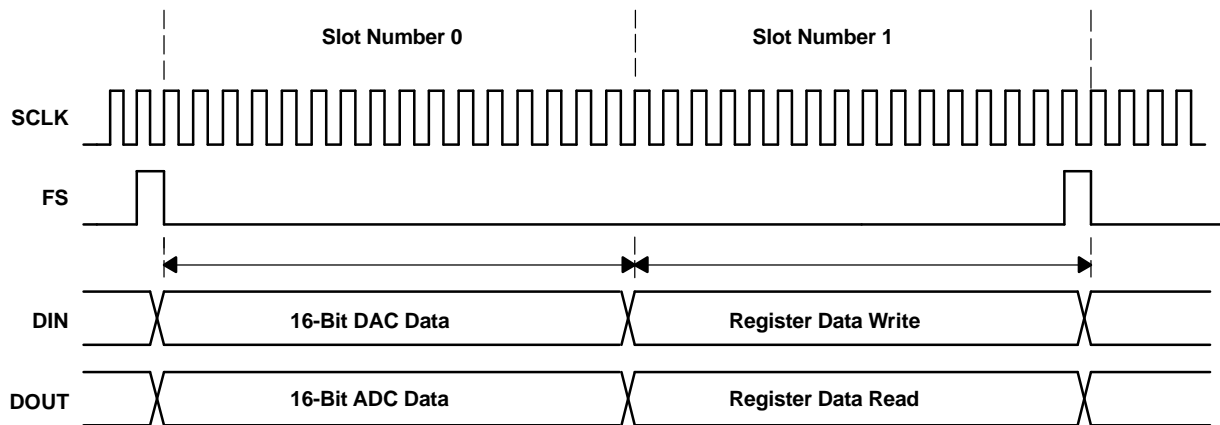 Slot Number 0
Slot Number 1
SCLK
FS
DIN
16-Bit DAC Data
Register Data Write
DOUT
16-Bit ADC Data
Register Data Read